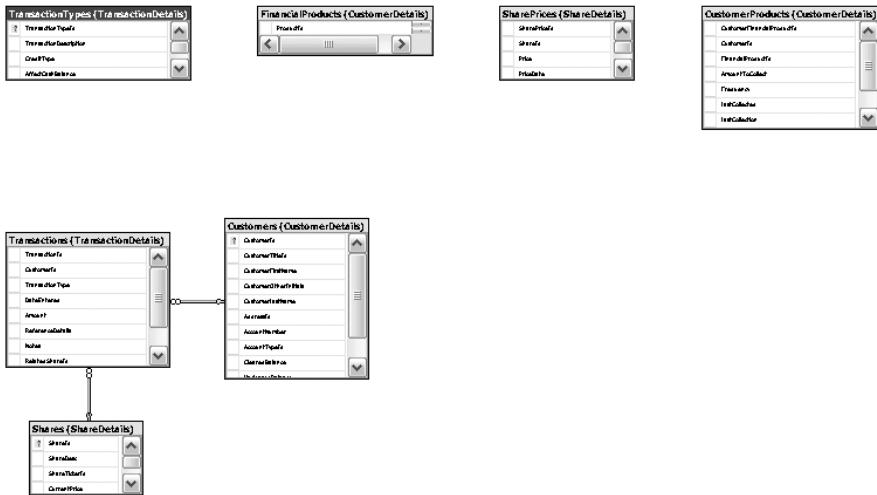 TransactionTypes (TransactionDetails)
TransactionTypeId
TransactionDescription
CreditType
AffectCashBalance
FinancialProducts (CustomerDetails)
ProductId
SharePrices (ShareDetails)
SharePriceId
ShareId
Price
PriceDate
CustomerProducts (CustomerDetails)
CustomerFinancialProductId
CustomerId
FinancialProductId
AmountToCollect
Frequency
LastCollected
LastCollection
Transactions (TransactionDetails)
TransactionId
CustomerId
TransactionType
DateEntered
Amount
ReferenceDetails
Notes
RelatedShareId
Customers (CustomerDetails)
CustomerId
CustomerTitleId
CustomerFirstName
CustomerOtherInitials
CustomerLastName
AddressId
AccountNumber
AccountTypeId
ClearedBalance
Shares (ShareDetails)
ShareId
ShareDesc
ShareTickerId
CurrentPrice